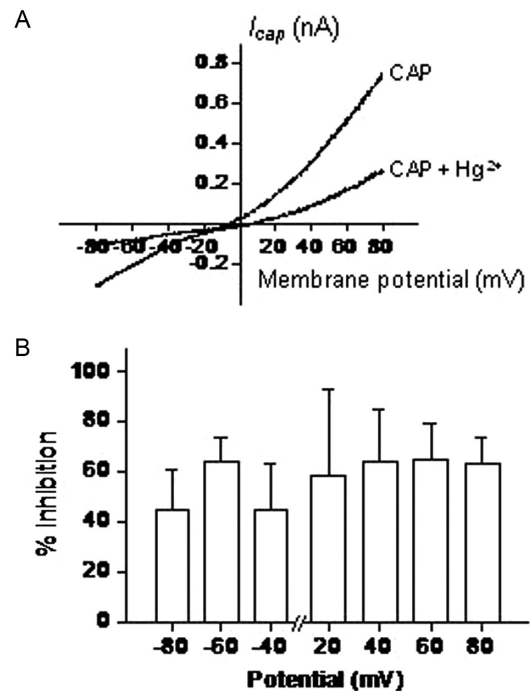 A
I_cap (nA)
0.8
CAP
0.6
0.4
CAP + Hg²⁺
0.2
-80 -60 -40 -20 20 40 60 80
-0.2
Membrane potential (mV)
B
100
80
60
40
20
0
% Inhibition
-80 -60 -40 20 40 60 80
Potential (mV)